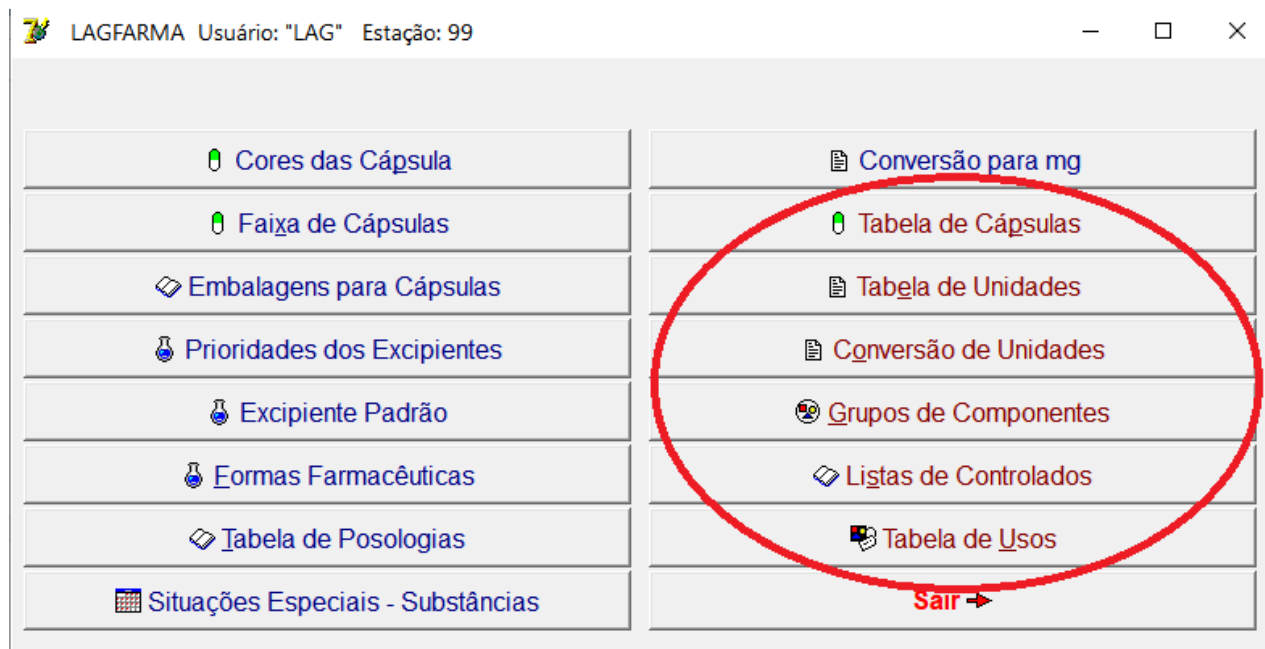 LAGFARMA Usuário: "LAG" Estação: 99
Cores das Cápsula
Faixa de Cápsulas
Embalagens para Cápsulas
Prioridades dos Excipientes
Excipiente Padrão
Formas Farmacêuticas
Tabela de Posologias
Situações Especiais - Substâncias
Conversão para mg
Tabela de Cápsulas
Tabela de Unidades
Conversão de Unidades
Grupos de Componentes
Listas de Controlados
Tabela de Usos
Sair